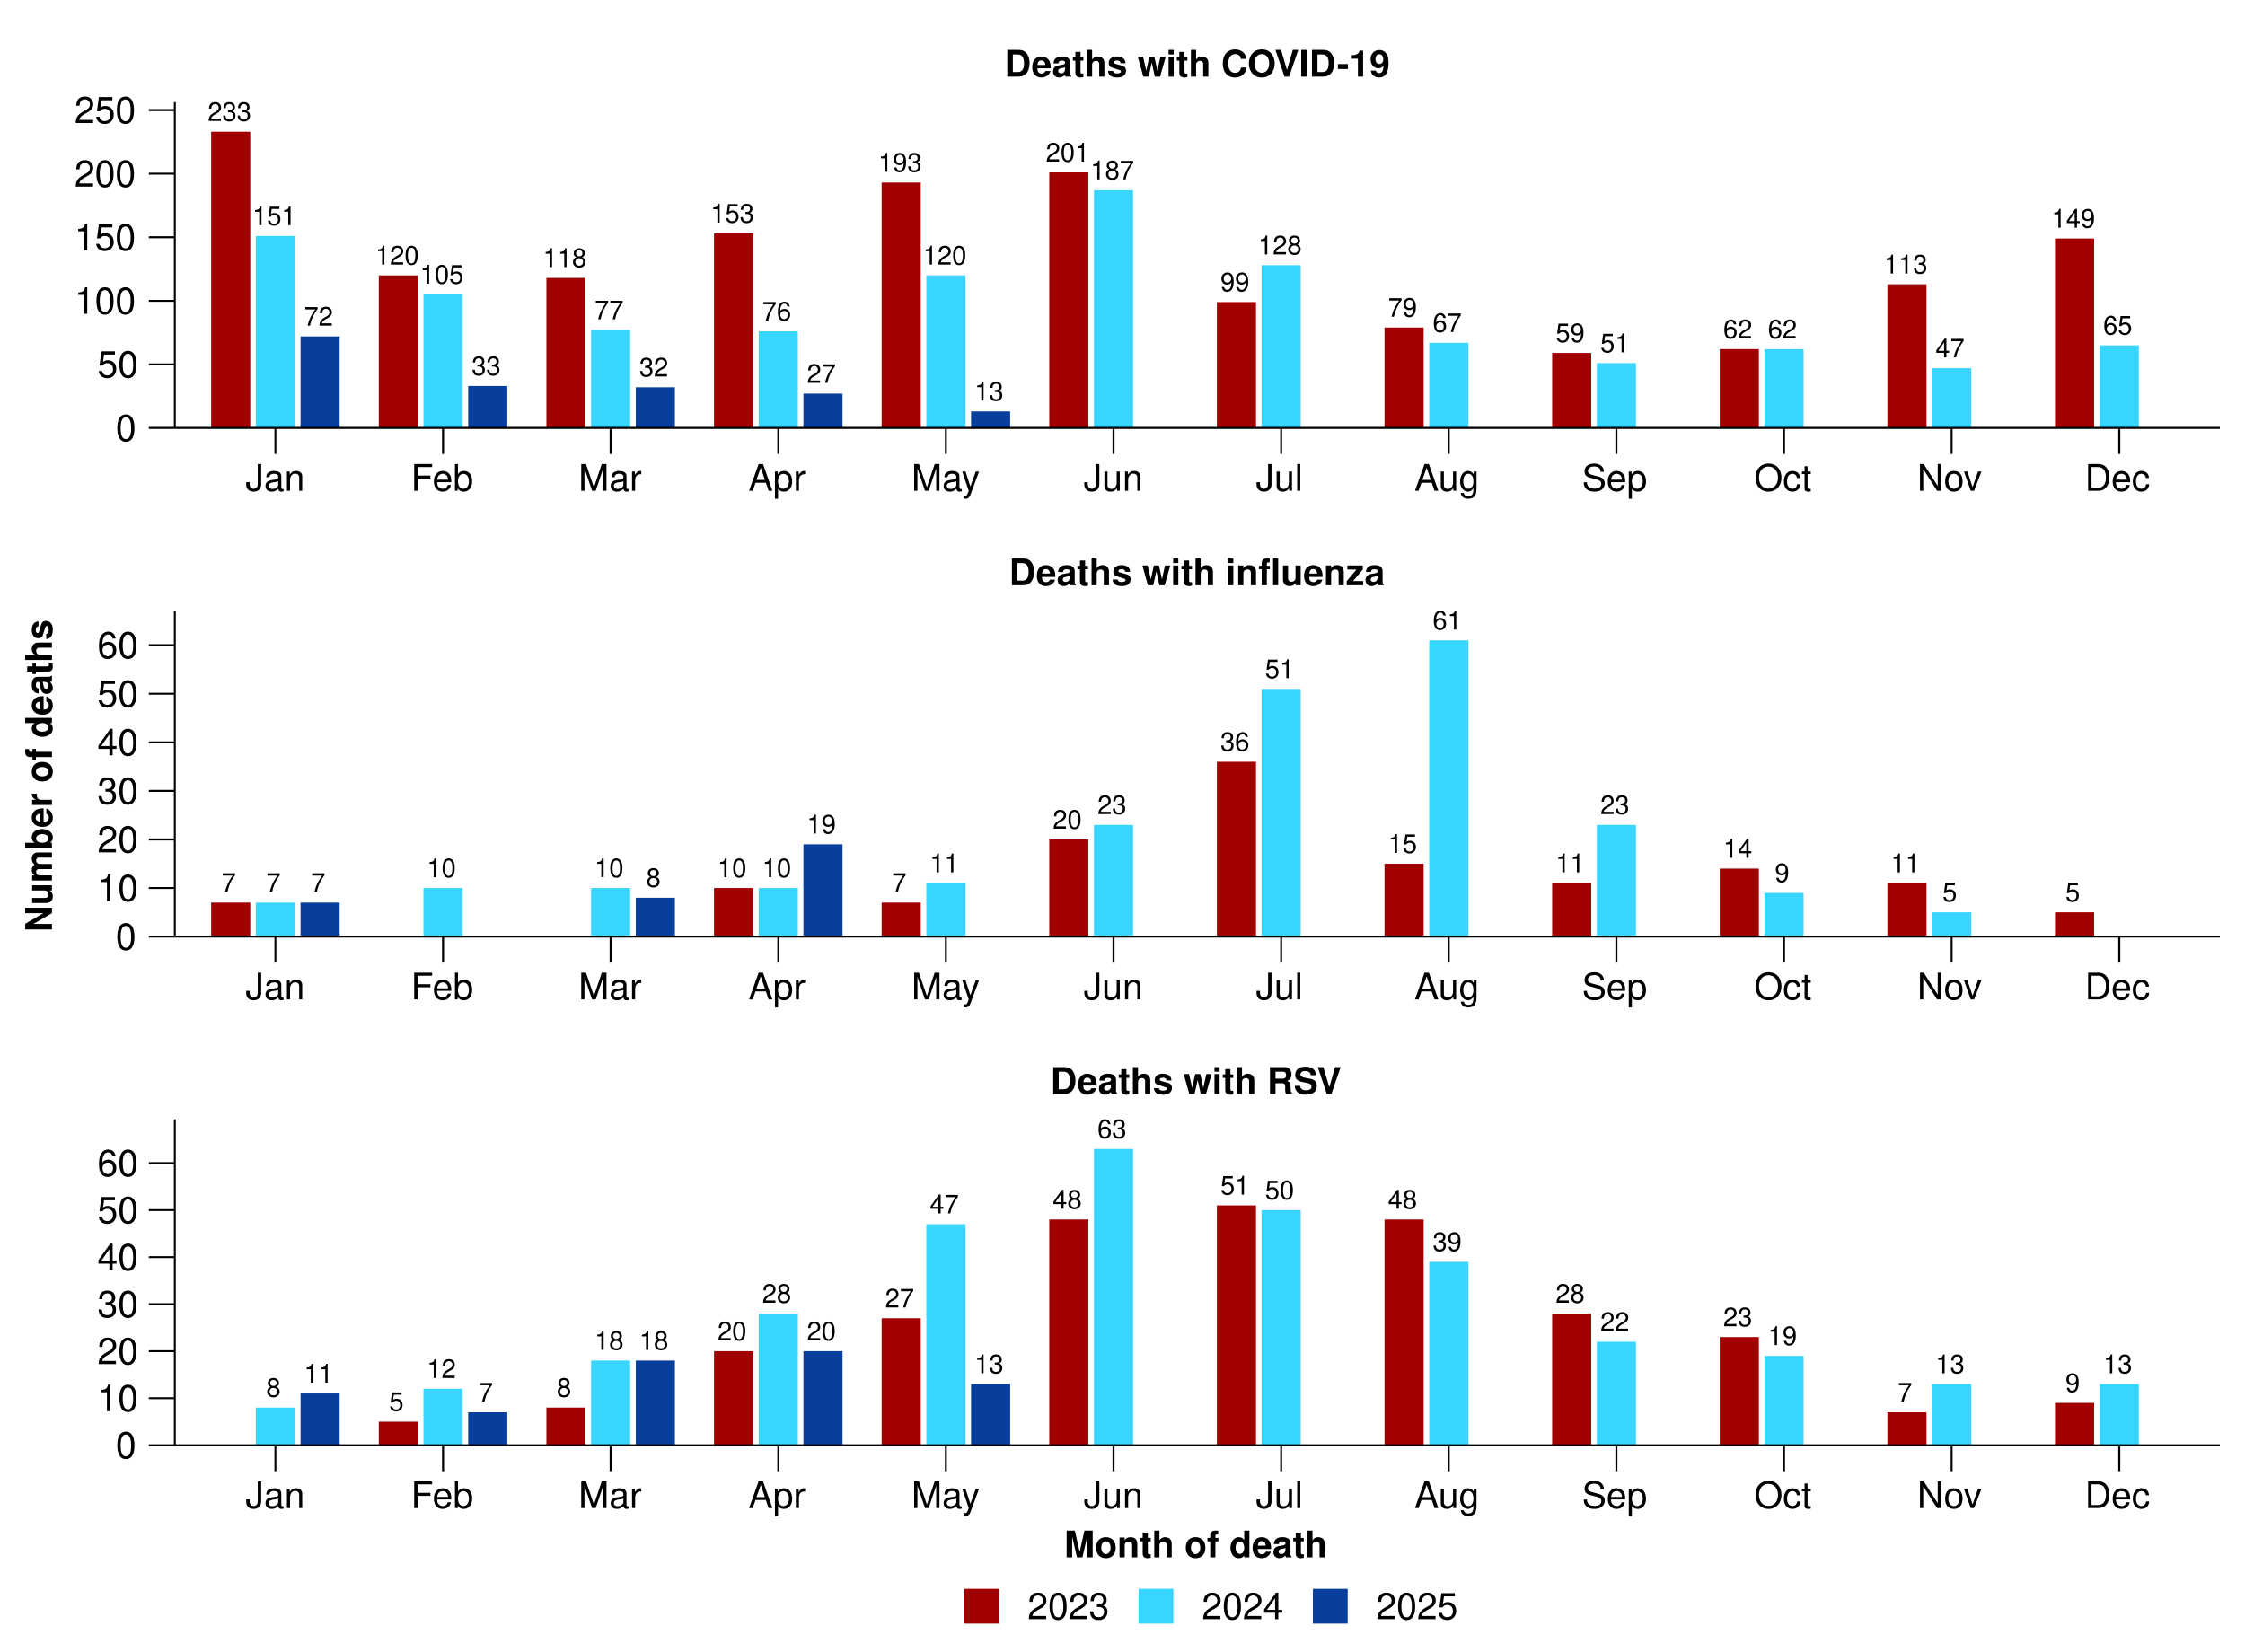 Deaths with COVID-19
250
200
150
100
50
0
233 151 72 120 105 33 118 77 32 153 76 27 193 120 13 201 187 99 128 79 67 59 51 62 62 113 47 149 65
Jan Feb Mar Apr May Jun Jul Aug Sep Oct Nov Dec
Number of deaths
Deaths with influenza
60
50
40
30
20
10
0
7 7 7 10 10 8 10 10 19 7 11 20 23 36 51 15 61 11 23 14 9 11 5 5
Jan Feb Mar Apr May Jun Jul Aug Sep Oct Nov Dec
Deaths with RSV
60
50
40
30
20
10
0
8 11 5 12 7 8 18 18 20 28 20 27 47 13 48 63 51 50 48 39 28 22 23 19 7 13 9 13
Jan Feb Mar Apr May Jun Jul Aug Sep Oct Nov Dec
Month of death
2023 2024 2025